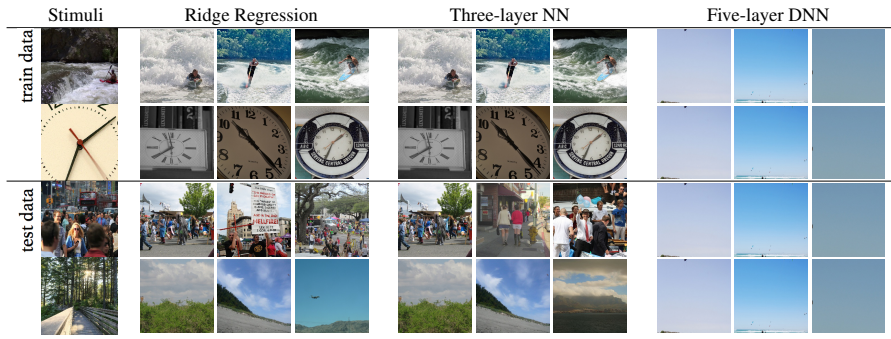 Stimuli Ridge Regression Three-layer NN Five-layer DNN
train data
test data